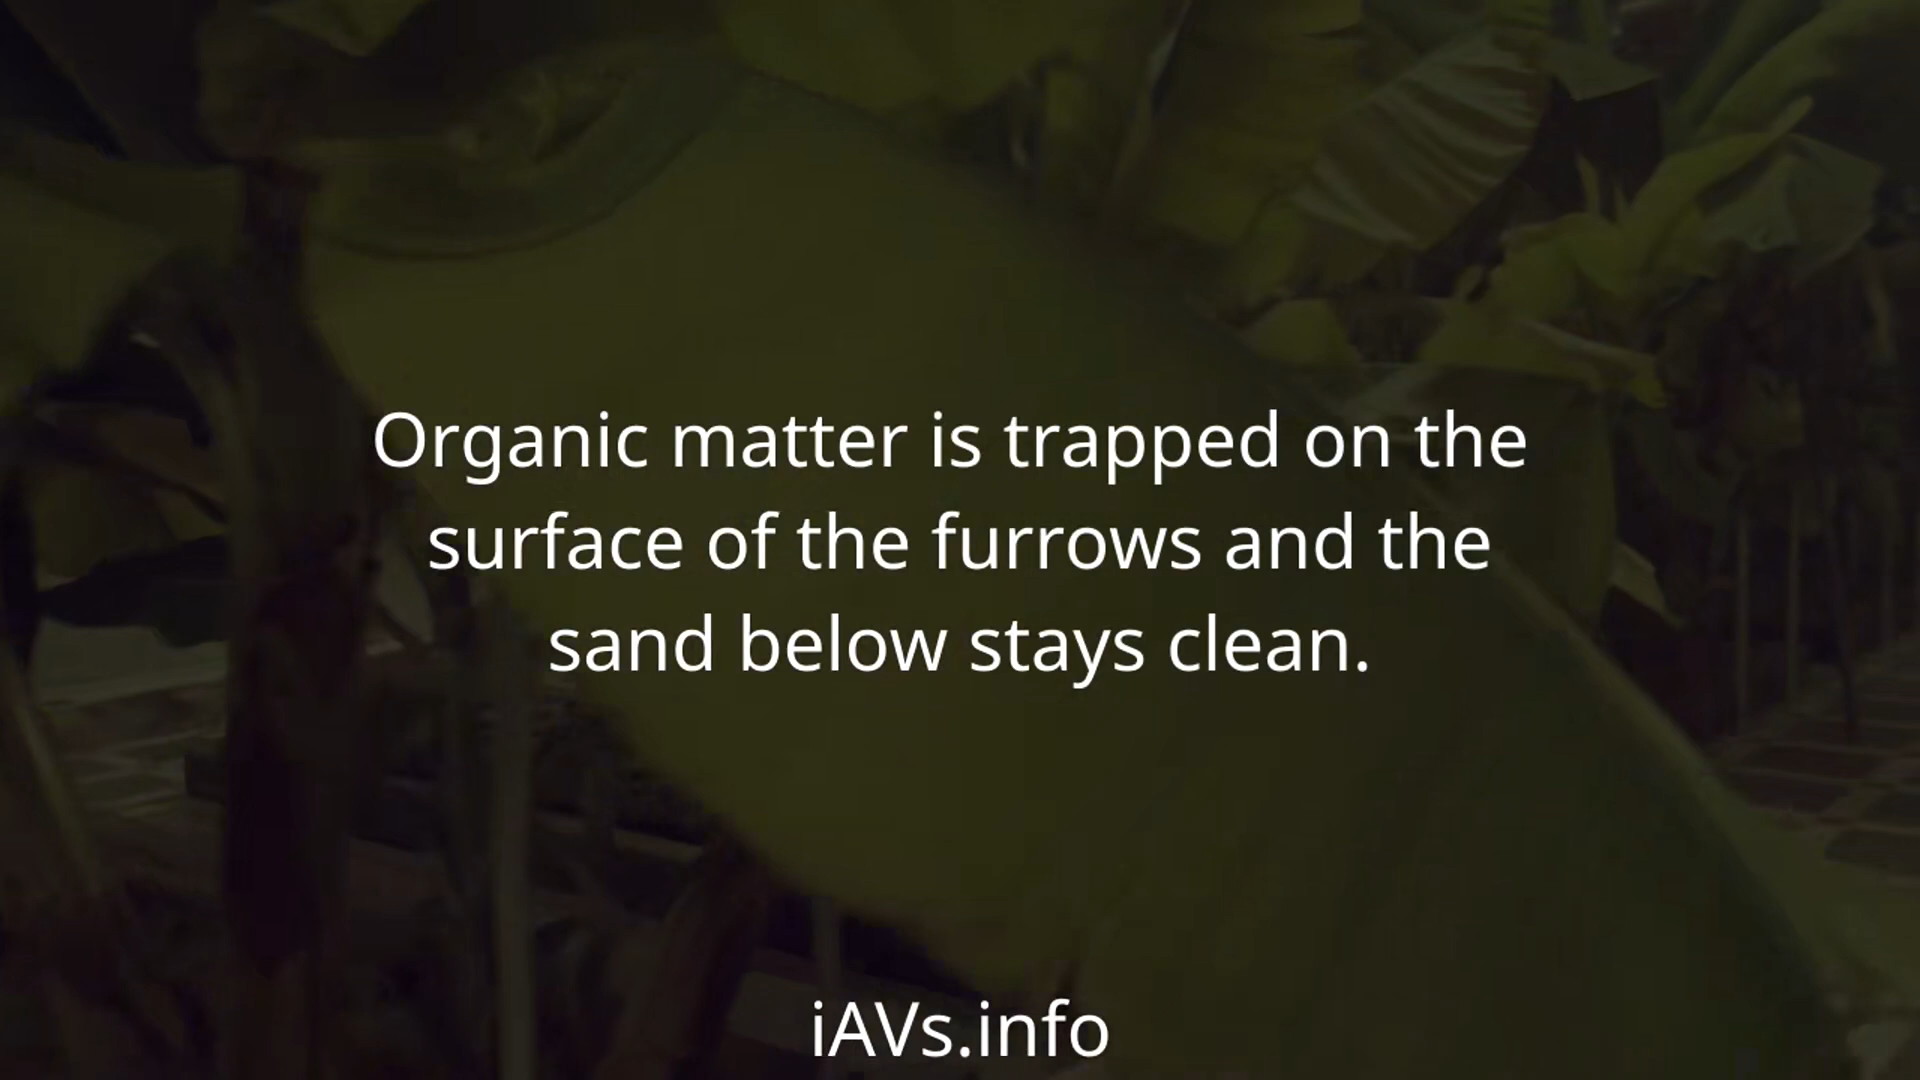 Organic matter is trapped on the
surface of the furrows and the
sand below stays clean.
iAVs.info